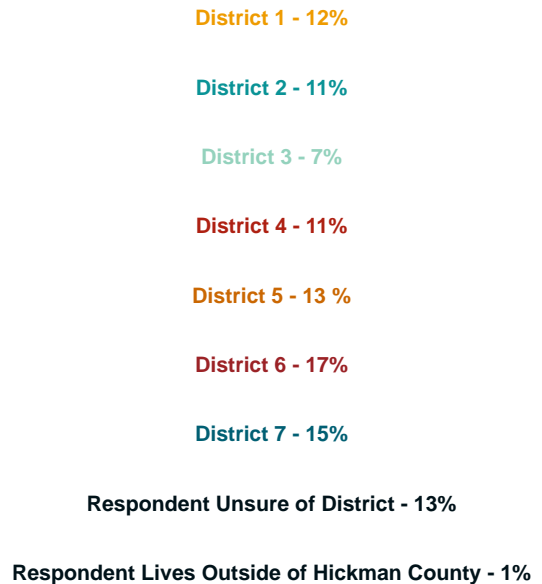 District 1 - 12%
District 2 - 11%
District 3 - 7%
District 4 - 11%
District 5 - 13 %
District 6 - 17%
District 7 - 15%
Respondent Unsure of District - 13%
Respondent Lives Outside of Hickman County - 1%